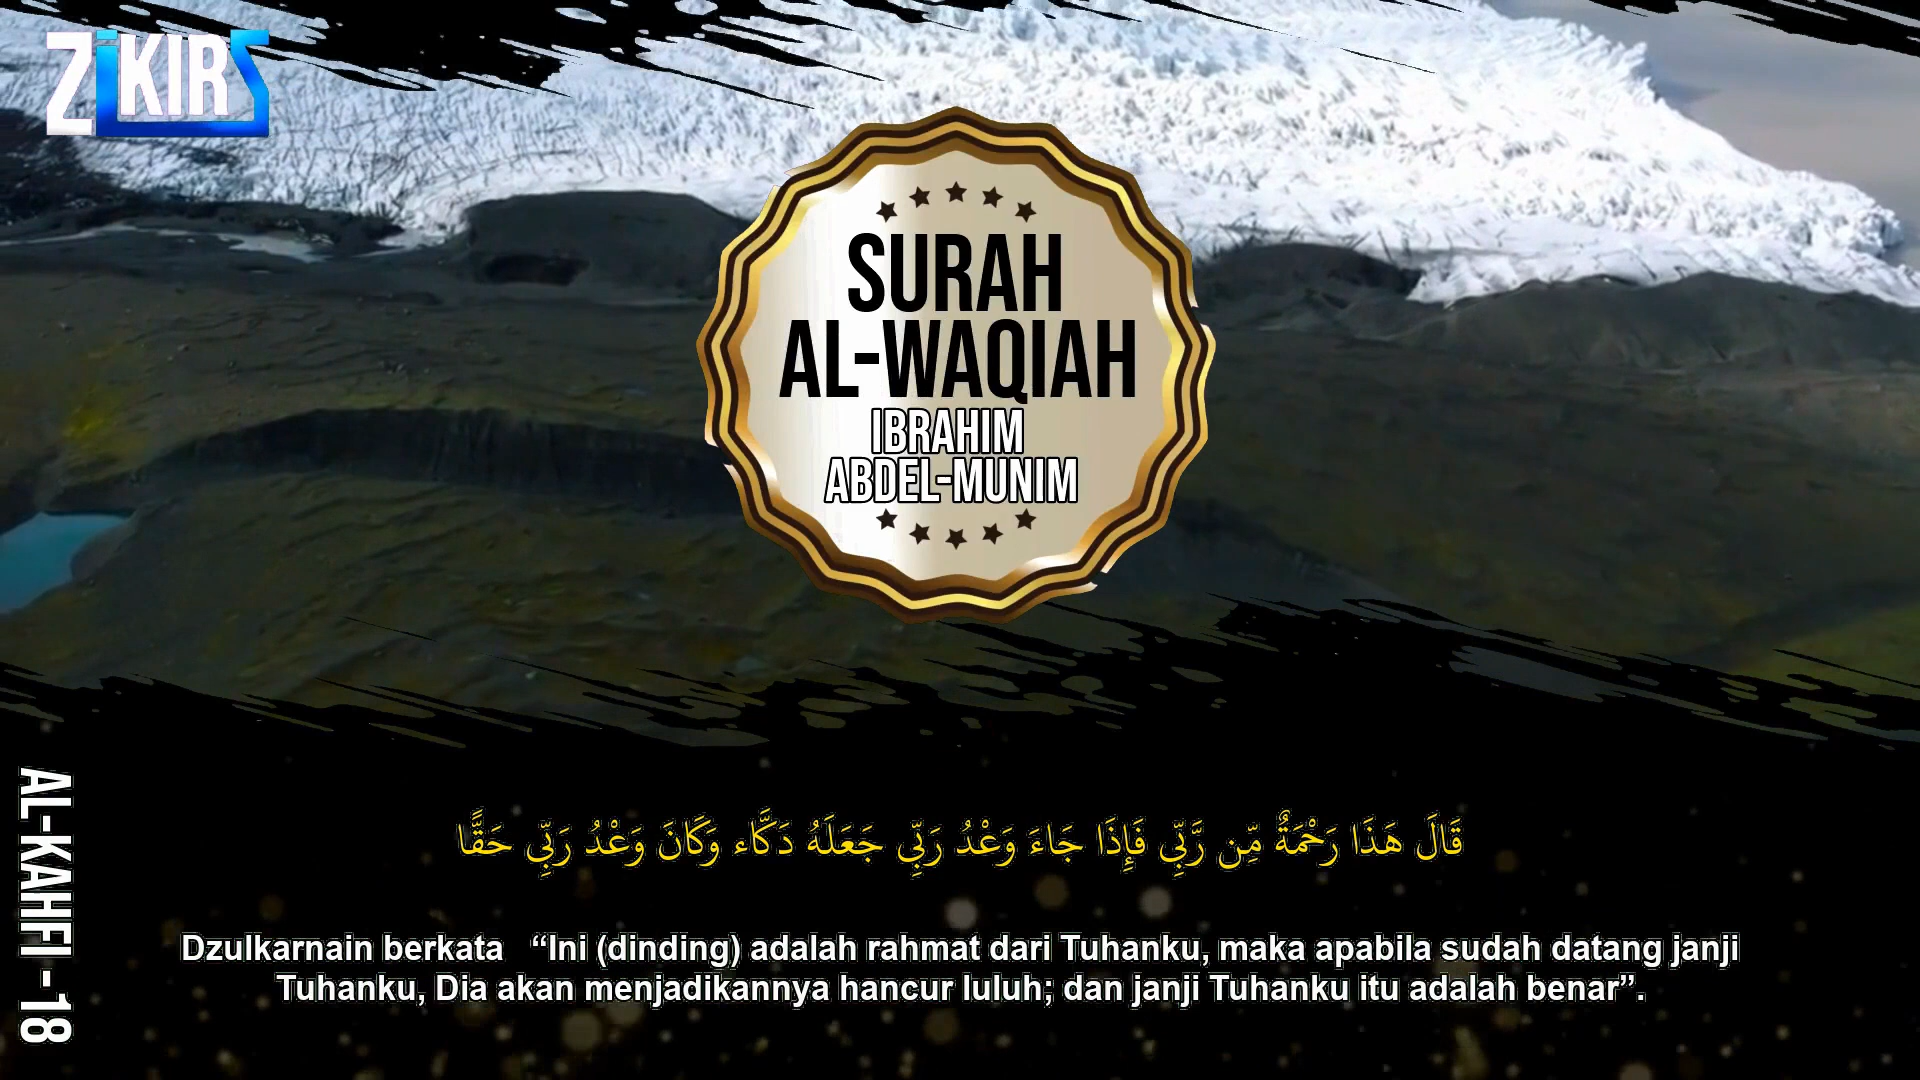 ZiKIRS
SURAH
AL-WAQIAH
IBRAHIM
ABDEL-MUNIM
AL-KAHFI - 18
قَالَ هَذَا رَحْمَةٌ مِّن رَّبِّي فَإِذَا جَاءَ وَعْدُ رَبِّي جَعَلَهُ دَكَّاء وَكَانَ وَعْدُ رَبِّي حَقًّا
Dzulkarnain berkata “Ini (dinding) adalah rahmat dari Tuhanku, maka apabila sudah datang janji
Tuhanku, Dia akan menjadikannya hancur luluh; dan janji Tuhanku itu adalah benar”.